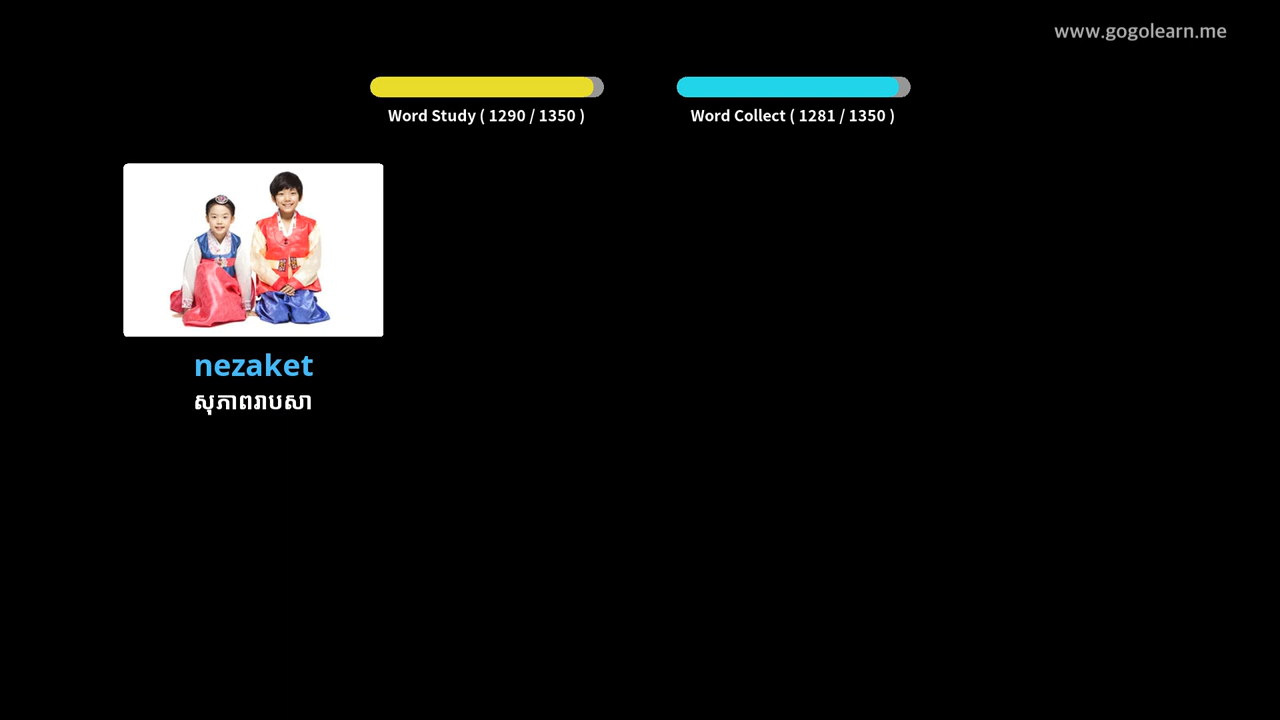 www.gogolearn.me
Word Study ( 1290 / 1350 )
Word Collect ( 1281 / 1350 )
nezaket
សុភាពរាបសា